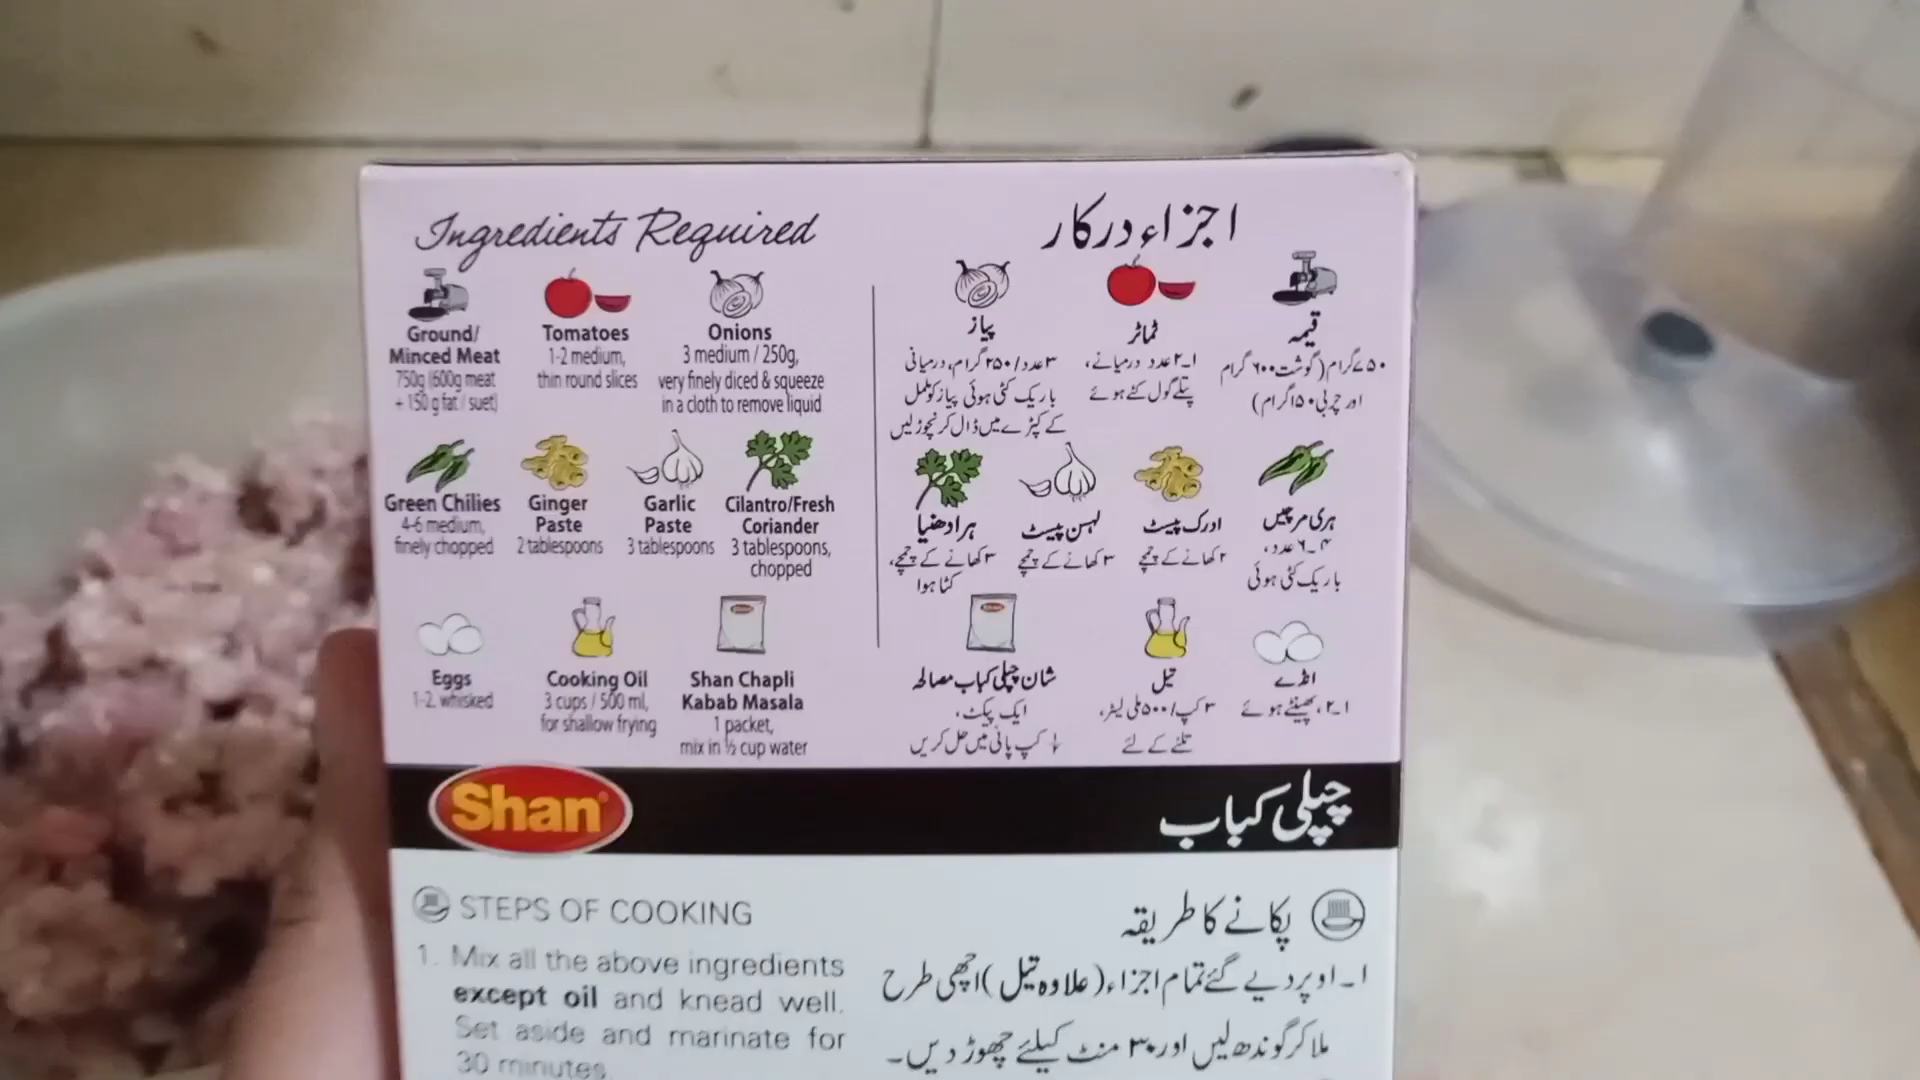 Ingredients Required
Ground/
Minced Meat
750g (600g meat
+ 150 g fat / suet)
Tomatoes
1-2 medium,
thin round slices
Onions
3 medium / 250g,
very finely diced & squeeze
in a cloth to remove liquid
Green Chilies
4-6 medium,
finely chopped
Ginger
Paste
2 tablespoons
Garlic
Paste
3 tablespoons
Cilantro/Fresh
Coriander
3 tablespoons,
chopped
Eggs
1-2, whisked
Cooking Oil
3 cups / 500 ml,
for shallow frying
Shan Chapli
Kabab Masala
1 packet,
mix in ½ cup water
اجزاء درکار
قیمہ
۷۵۰ گرام (گوشت ۶۰۰ گرام
اور چربی ۱۵۰ گرام)
ٹماٹر
۱-۲ عدد درمیانے،
پتلے گول کٹے ہوئے
پیاز
۳ عدد / ۲۵۰ گرام، درمیانی
باریک کٹی ہوئی پیاز کو ململ
کے کپڑے میں ڈال کر نچوڑ لیں
ہری مرچیں
۴-۶ عدد،
باریک کٹی ہوئی
ادرک پیسٹ
۲ کھانے کے چمچے
لہسن پیسٹ
۳ کھانے کے چمچے
ہرا دھنیا
۳ کھانے کے چمچے،
کٹا ہوا
انڈے
۱-۲، پھینٹے ہوئے
تیل
۳ کپ / ۵۰۰ ملی لیٹر،
تلنے کے لئے
شان چپلی کباب مصالحہ
ایک پیکٹ،
½ کپ پانی میں حل کریں
Shan
چپلی کباب
STEPS OF COOKING
1. Mix all the above ingredients
except oil and knead well.
Set aside and marinate for
30 minutes.
پکانے کا طریقہ
۱- اوپر دیے گئے تمام اجزاء (علاوہ تیل) اچھی طرح
ملا کر گوندھ لیں اور ۳۰ منٹ کیلئے چھوڑ دیں۔